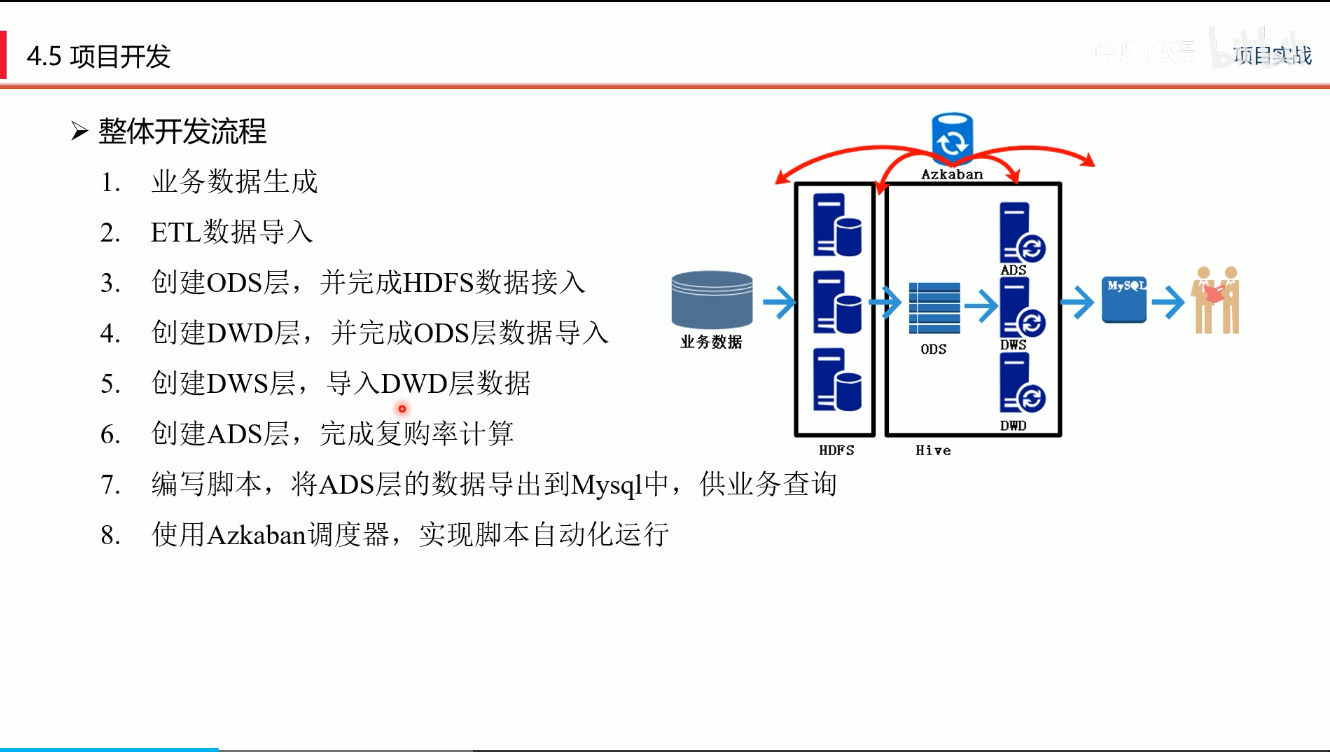 4.5 项目开发
项目实战
整体开发流程
1. 业务数据生成
2. ETL数据导入
3. 创建ODS层，并完成HDFS数据接入
4. 创建DWD层，并完成ODS层数据导入
5. 创建DWS层，导入DWD层数据
6. 创建ADS层，完成复购率计算
7. 编写脚本，将ADS层的数据导出到Mysql中，供业务查询
8. 使用Azkaban调度器，实现脚本自动化运行
Azkaban
业务数据
HDFS
ODS
ADS
DWS
DWD
Hive
MySQL